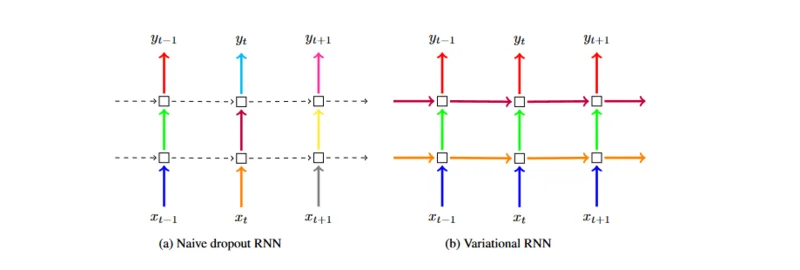 y_{t-1} y_t y_{t+1} y_{t-1} y_t y_{t+1}
x_{t-1} x_t x_{t+1} x_{t-1} x_t x_{t+1}
(a) Naive dropout RNN (b) Variational RNN